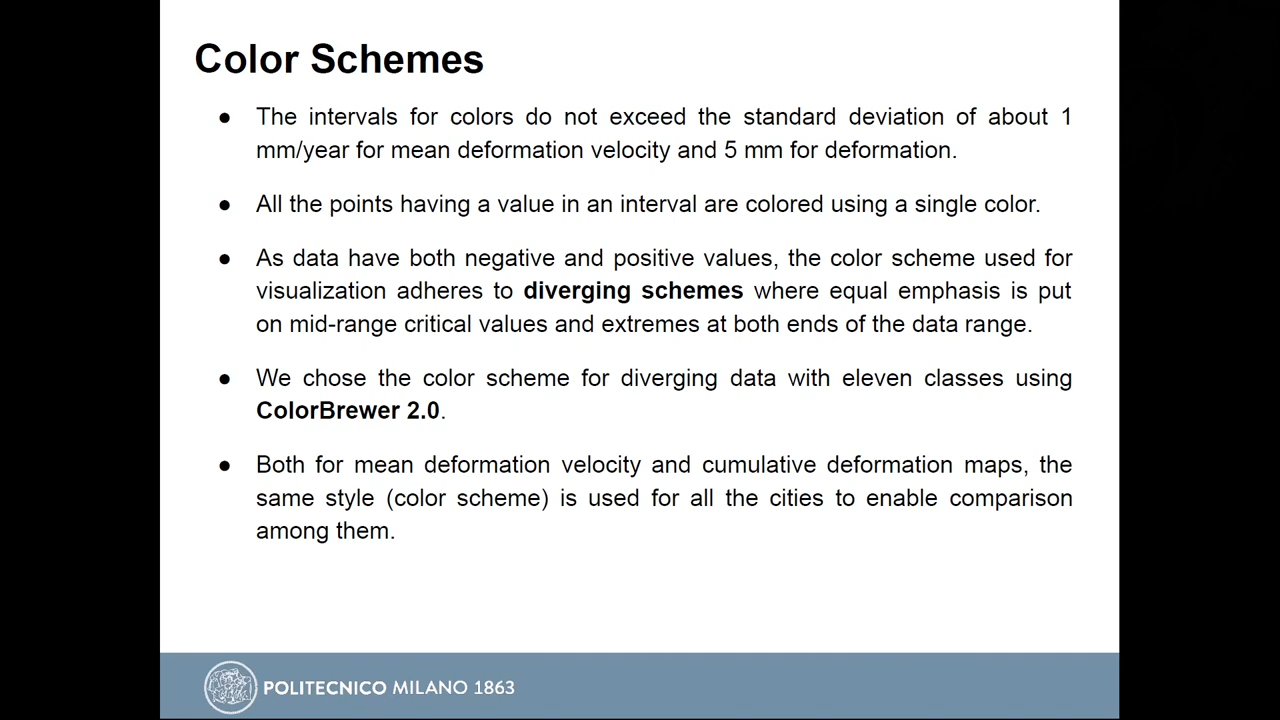 Color Schemes
● The intervals for colors do not exceed the standard deviation of about 1
mm/year for mean deformation velocity and 5 mm for deformation.
● All the points having a value in an interval are colored using a single color.
● As data have both negative and positive values, the color scheme used for
visualization adheres to diverging schemes where equal emphasis is put
on mid-range critical values and extremes at both ends of the data range.
● We chose the color scheme for diverging data with eleven classes using
ColorBrewer 2.0.
● Both for mean deformation velocity and cumulative deformation maps, the
same style (color scheme) is used for all the cities to enable comparison
among them.
POLITECNICO MILANO 1863